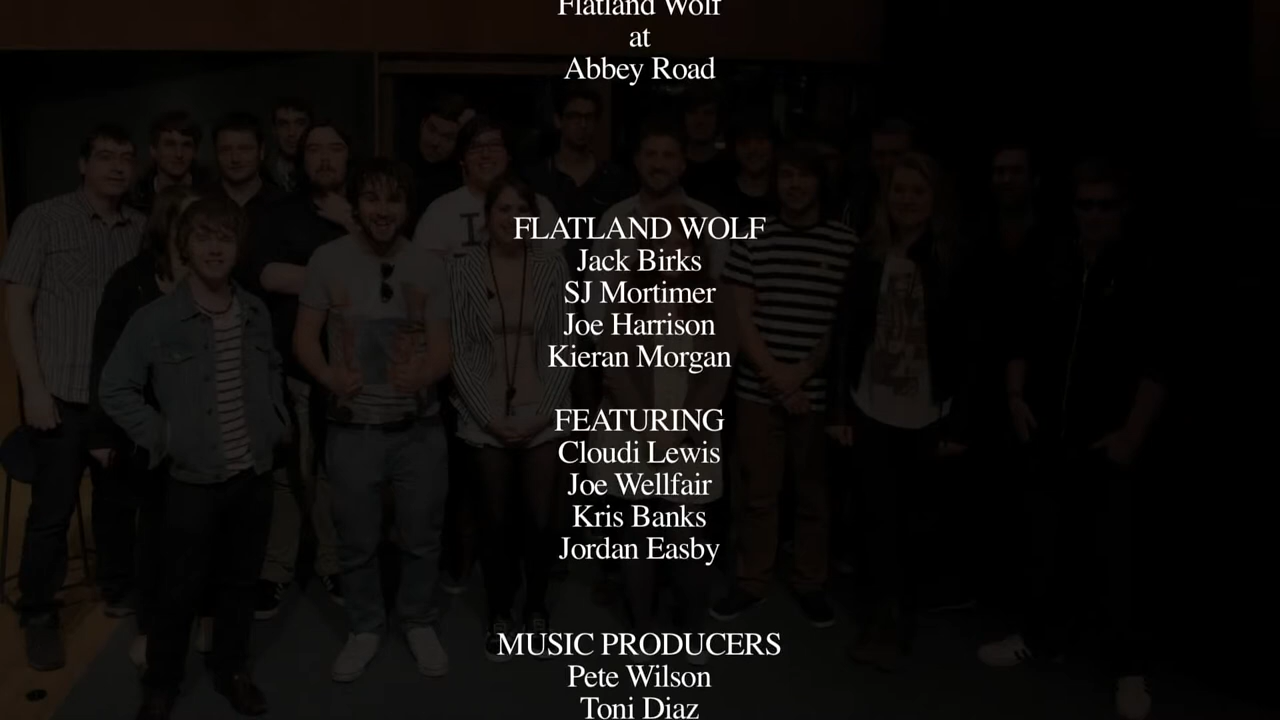 Flatland Wolf
at
Abbey Road
FLATLAND WOLF
Jack Birks
SJ Mortimer
Joe Harrison
Kieran Morgan
FEATURING
Cloudi Lewis
Joe Wellfair
Kris Banks
Jordan Easby
MUSIC PRODUCERS
Pete Wilson
Toni Diaz